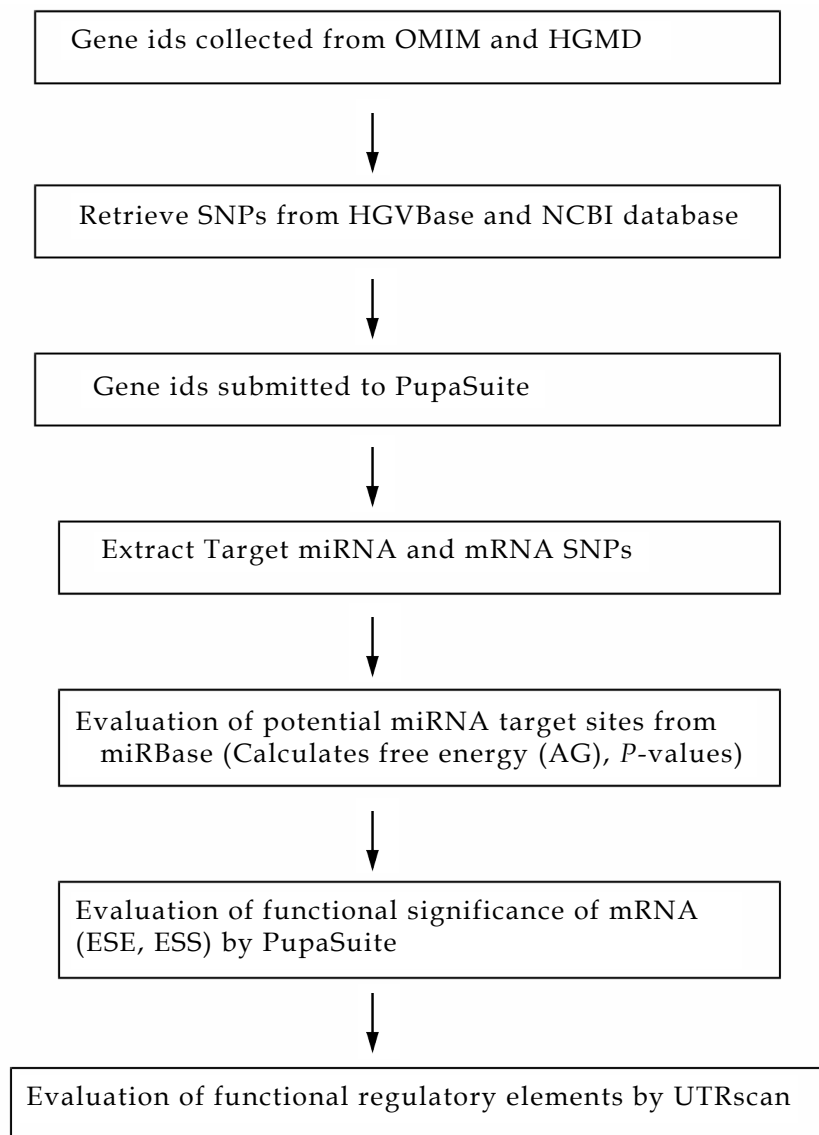 Gene ids collected from OMIM and HGMD
Retrieve SNPs from HGVBase and NCBI database
Gene ids submitted to PupaSuite
Extract Target miRNA and mRNA SNPs
Evaluation of potential miRNA target sites from
miRBase (Calculates free energy (AG), P-values)
Evaluation of functional significance of mRNA
(ESE, ESS) by PupaSuite
Evaluation of functional regulatory elements by UTRscan